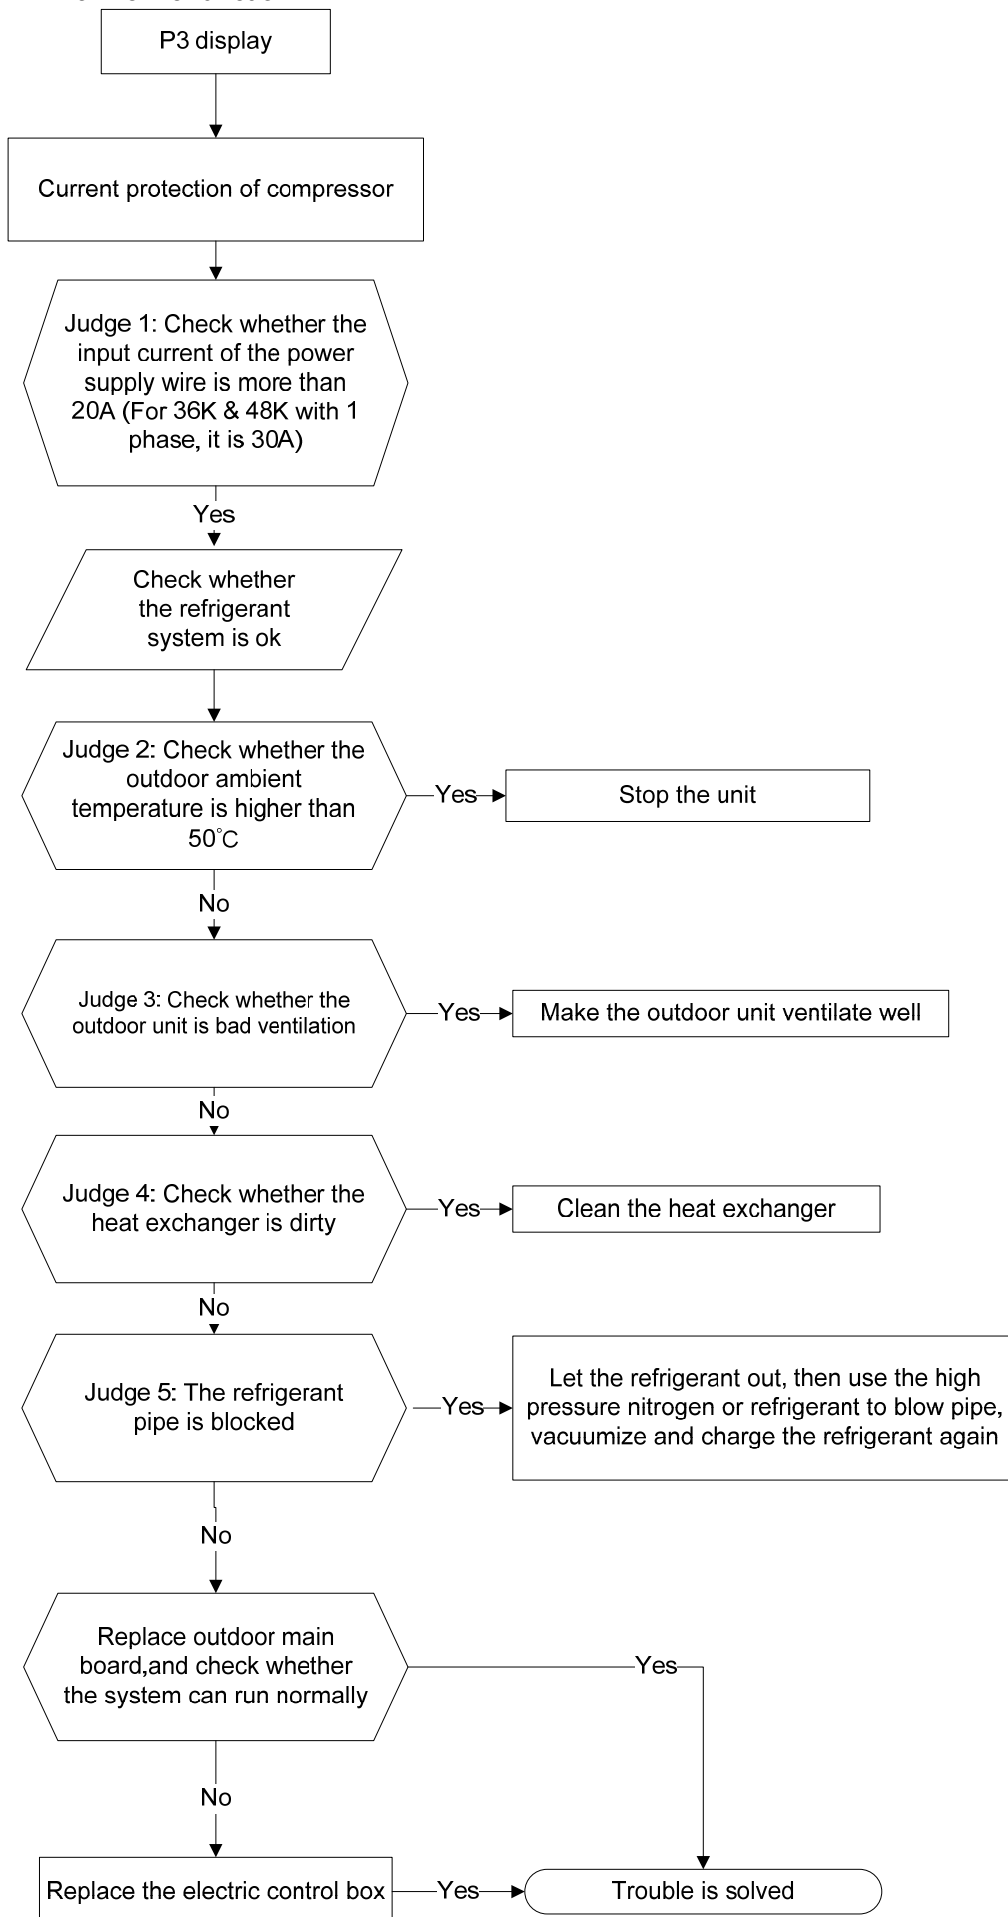 P3 display
Current protection of compressor
Judge 1: Check whether the
input current of the power
supply wire is more than
20A (For 36K & 48K with 1
phase, it is 30A)
Yes
Check whether
the refrigerant
system is ok
Judge 2: Check whether the
outdoor ambient
temperature is higher than
50℃
Yes
Stop the unit
No
Judge 3: Check whether the
outdoor unit is bad ventilation
Yes
Make the outdoor unit ventilate well
No
Judge 4: Check whether the
heat exchanger is dirty
Yes
Clean the heat exchanger
No
Judge 5: The refrigerant
pipe is blocked
Yes
Let the refrigerant out, then use the high
pressure nitrogen or refrigerant to blow pipe,
vacuumize and charge the refrigerant again
No
Replace outdoor main
board,and check whether
the system can run normally
Yes
No
Replace the electric control box
Yes
Trouble is solved